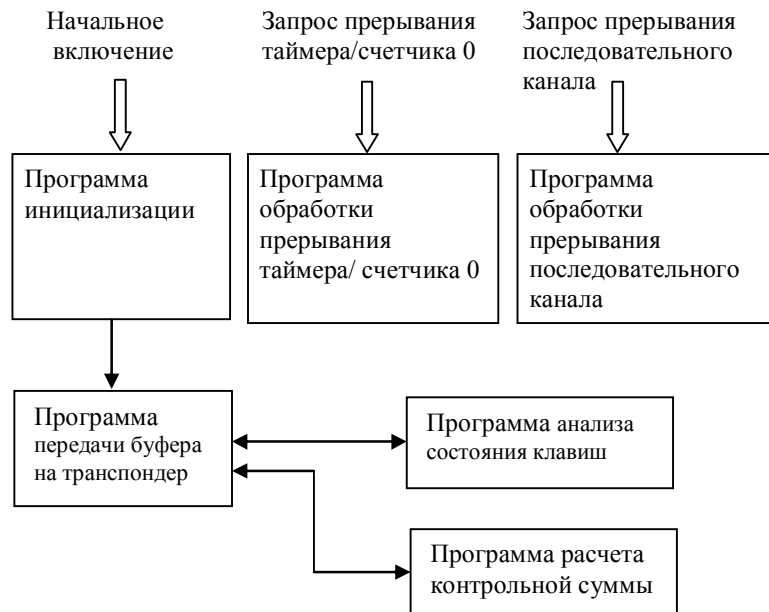 Начальное
включение
Запрос прерывания
таймера/счетчика 0
Запрос прерывания
последовательного
канала
Программа
инициализации
Программа
обработки
прерывания
таймера/ счетчика 0
Программа
обработки
прерывания
последовательного
канала
Программа
передачи буфера
на транспондер
Программа анализа
состояния клавиш
Программа расчета
контрольной суммы